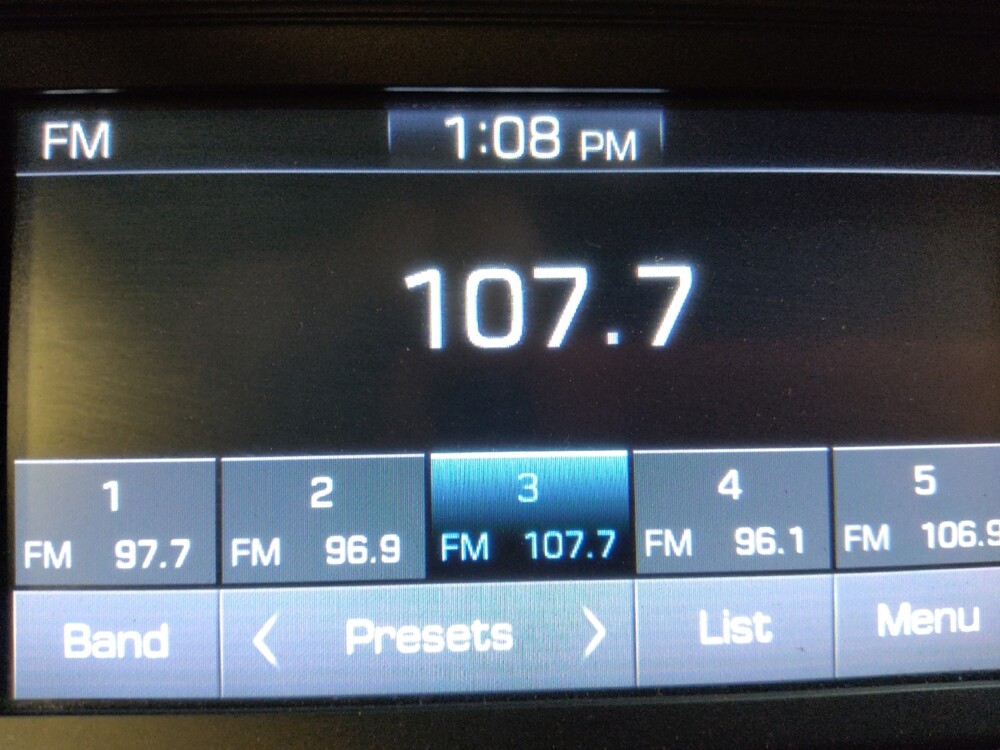 FM 1:08 PM
107.7
1 2 3 4 5
FM 97.7 FM 96.9 FM 107.7 FM 96.1 FM 106.9
Band < Presets > List Menu